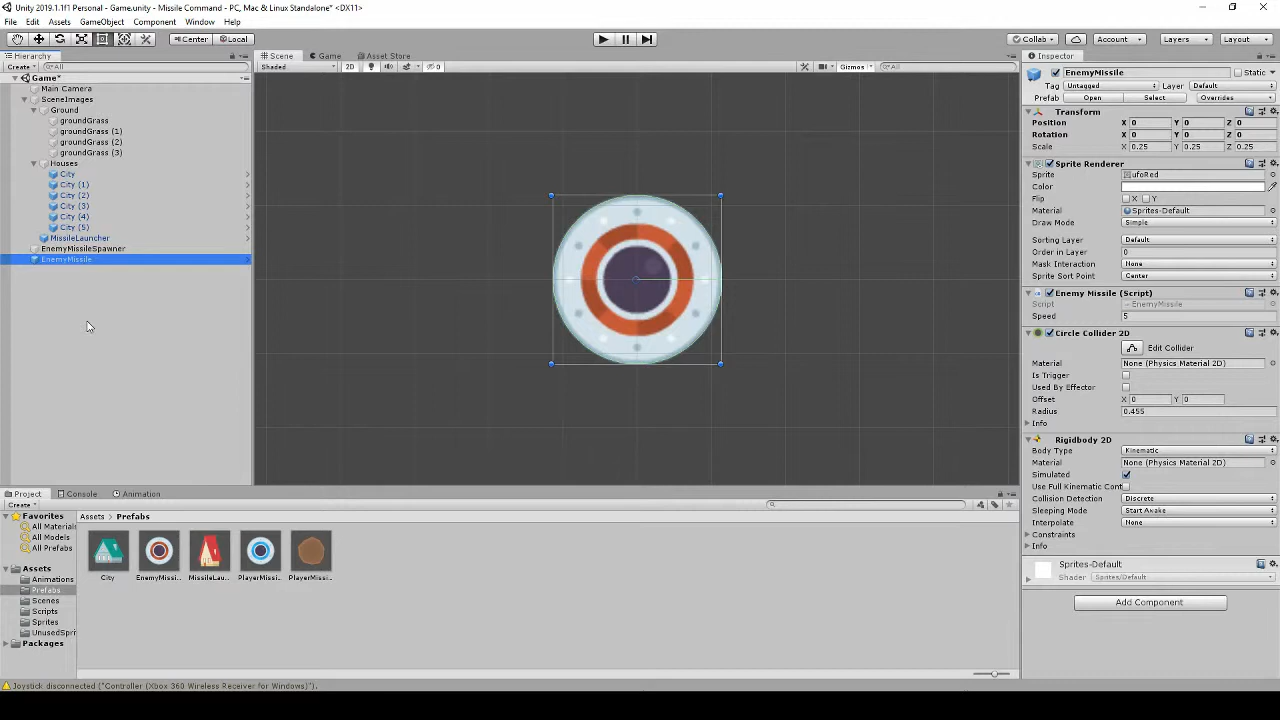 Unity 2019.1.1f1 Personal - Game.unity - Missile Command - PC, Mac & Linux Standalone* <DX11>
File Edit Assets GameObject Component Window Help
Center Local Collab Account Layers Layout
Hierarchy
Create All
Game*
Main Camera
SceneImages
Ground
groundGrass
groundGrass (1)
groundGrass (2)
groundGrass (3)
Houses
City
City (1)
City (2)
City (3)
City (4)
City (5)
MissileLauncher
EnemyMissileSpawner
EnemyMissile
Scene Game Asset Store
Shaded 2D 0 Gizmos All
Inspector
EnemyMissile Static
Tag Untagged Layer Default
Prefab Open Select Overrides
Transform
Position X 0 Y 0 Z 0
Rotation X 0 Y 0 Z 0
Scale X 0.25 Y 0.25 Z 0.25
Sprite Renderer
Sprite ufoRed
Color
Flip X Y
Material Sprites-Default
Draw Mode Simple
Sorting Layer Default
Order in Layer 0
Mask Interaction None
Sprite Sort Point Center
Enemy Missile (Script)
Script EnemyMissile
Speed 5
Circle Collider 2D
Edit Collider
Material None (Physics Material 2D)
Is Trigger
Used By Effector
Offset X 0 Y 0
Radius 0.455
Info
Rigidbody 2D
Body Type Kinematic
Material None (Physics Material 2D)
Simulated
Use Full Kinematic Cont
Collision Detection Discrete
Sleeping Mode Start Awake
Interpolate None
Constraints
Info
Sprites-Default
Shader Sprites/Default
Add Component
Project Console Animation
Create
Favorites
All Materials
All Models
All Prefabs
Assets
Animations
Prefabs
Scenes
Scripts
Sprites
UnusedSpri
Packages
Assets > Prefabs
City EnemyMissi... MissileLau... PlayerMissi... PlayerMissi...
Joystick disconnected ("Controller (Xbox 360 Wireless Receiver for Windows)").